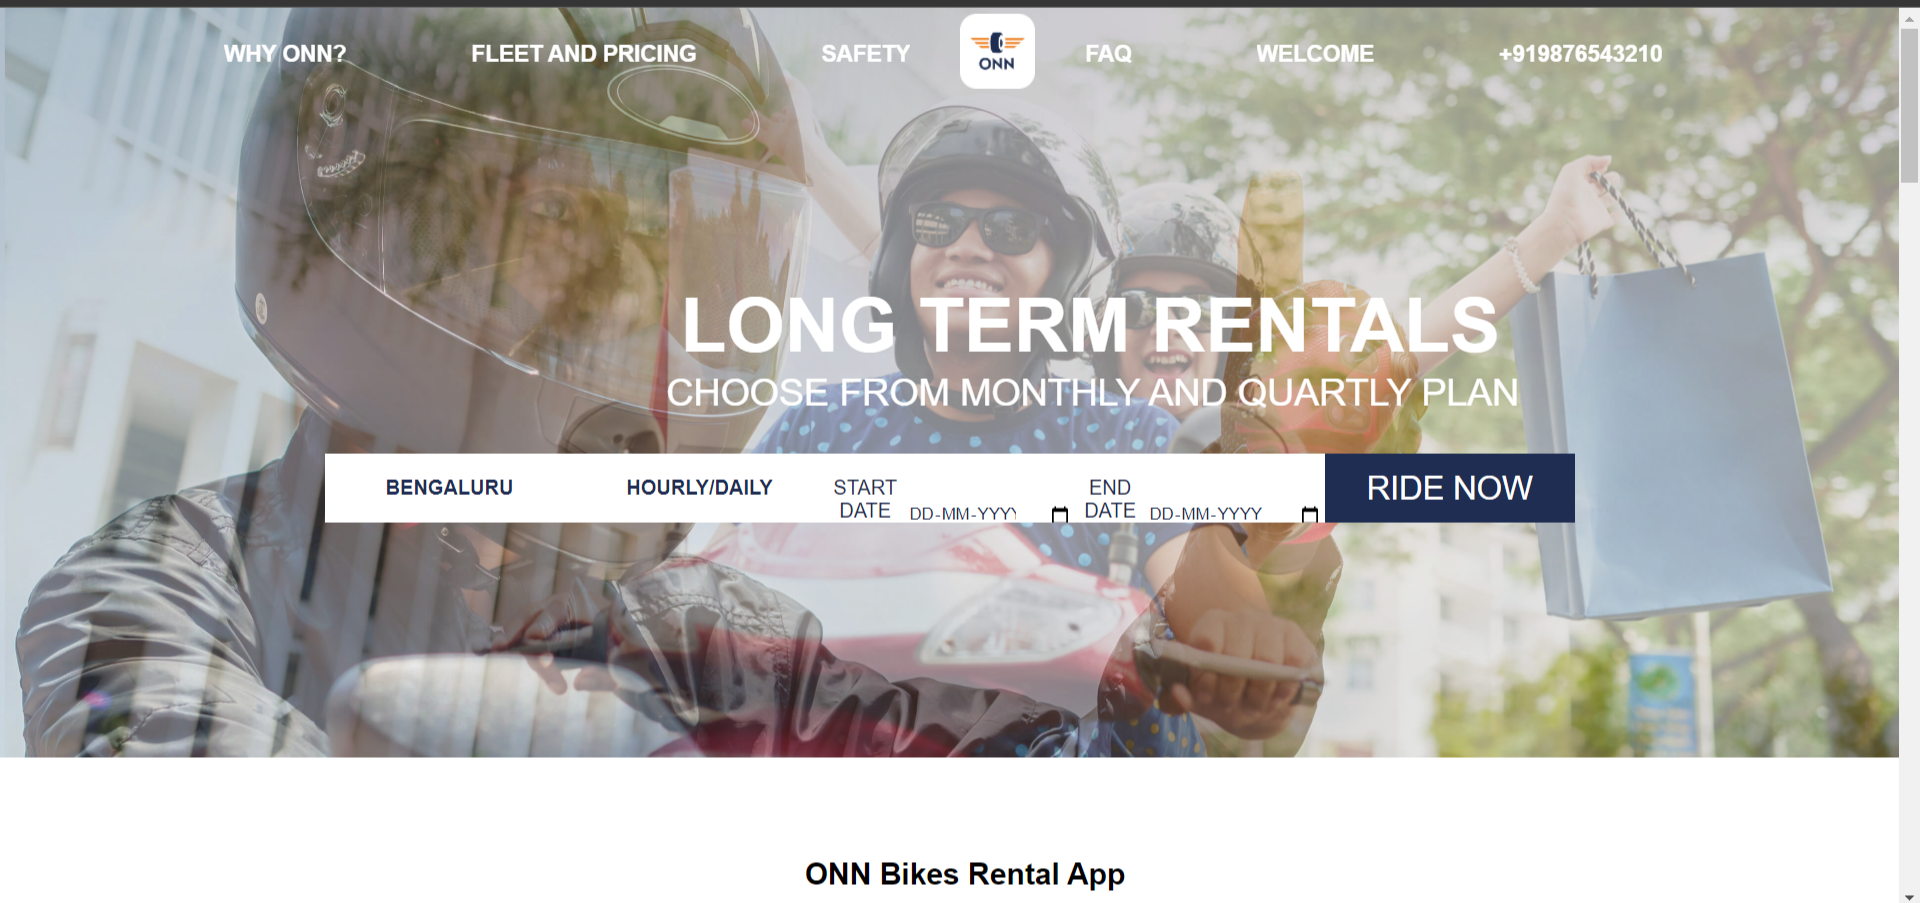 WHY ONN?
FLEET AND PRICING
SAFETY
ONN
FAQ
WELCOME
+919876543210
LONG TERM RENTALS
CHOOSE FROM MONTHLY AND QUARTLY PLAN
BENGALURU
HOURLY/DAILY
START
DATE
DD-MM-YYYY
END
DATE
DD-MM-YYYY
RIDE NOW
ONN Bikes Rental App